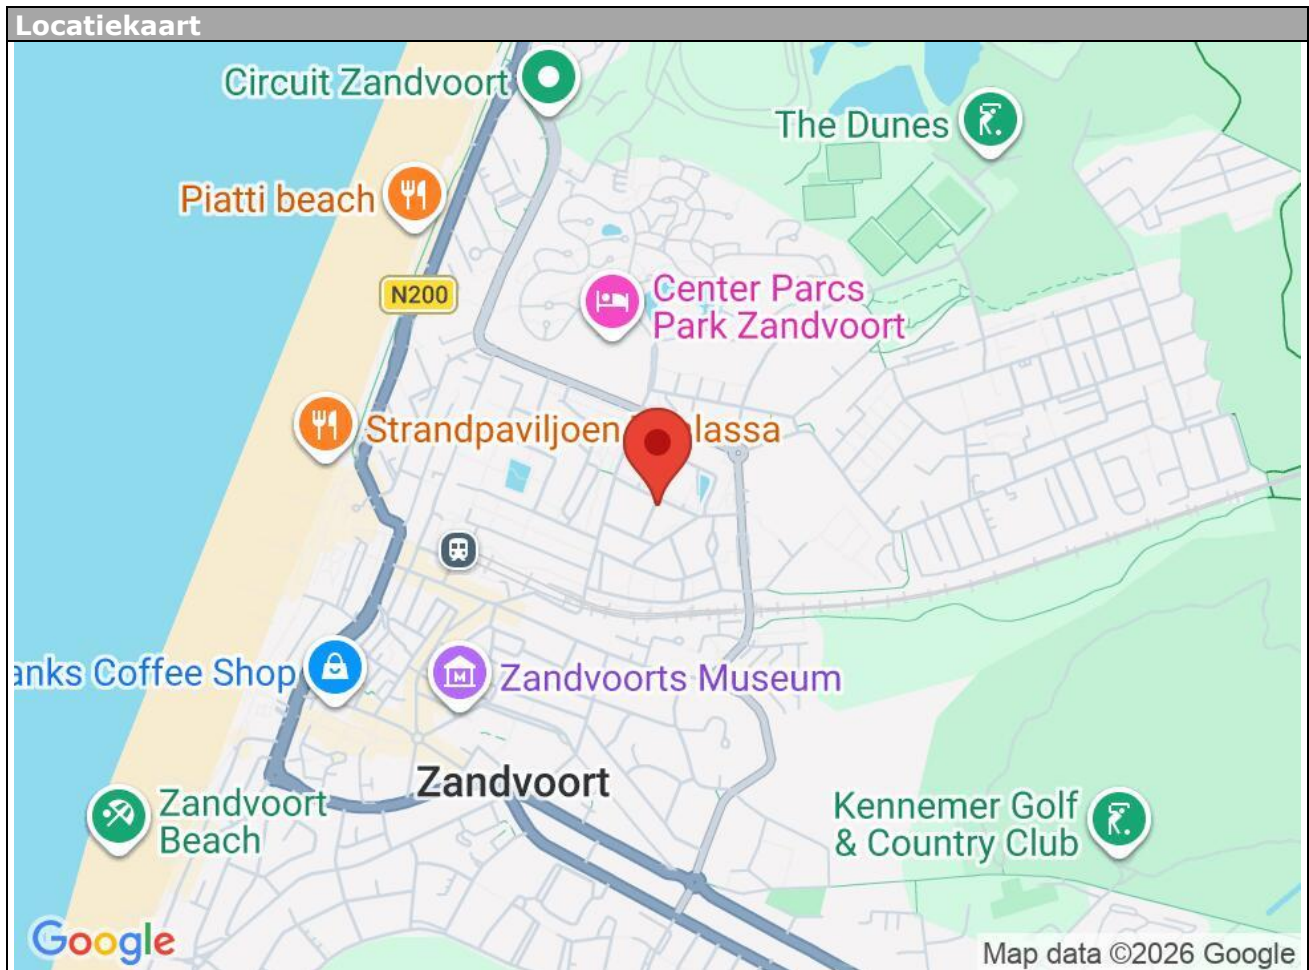 Locatiekaart
Circuit Zandvoort
The Dunes
Piatti beach
N200
Center Parcs
Park Zandvoort
Strandpaviljoen lassa
anks Coffee Shop
M
Zandvoorts Museum
Zandvoort
Zandvoort
Beach
Kennemer Golf
& Country Club
Google
Map data ©2026 Google